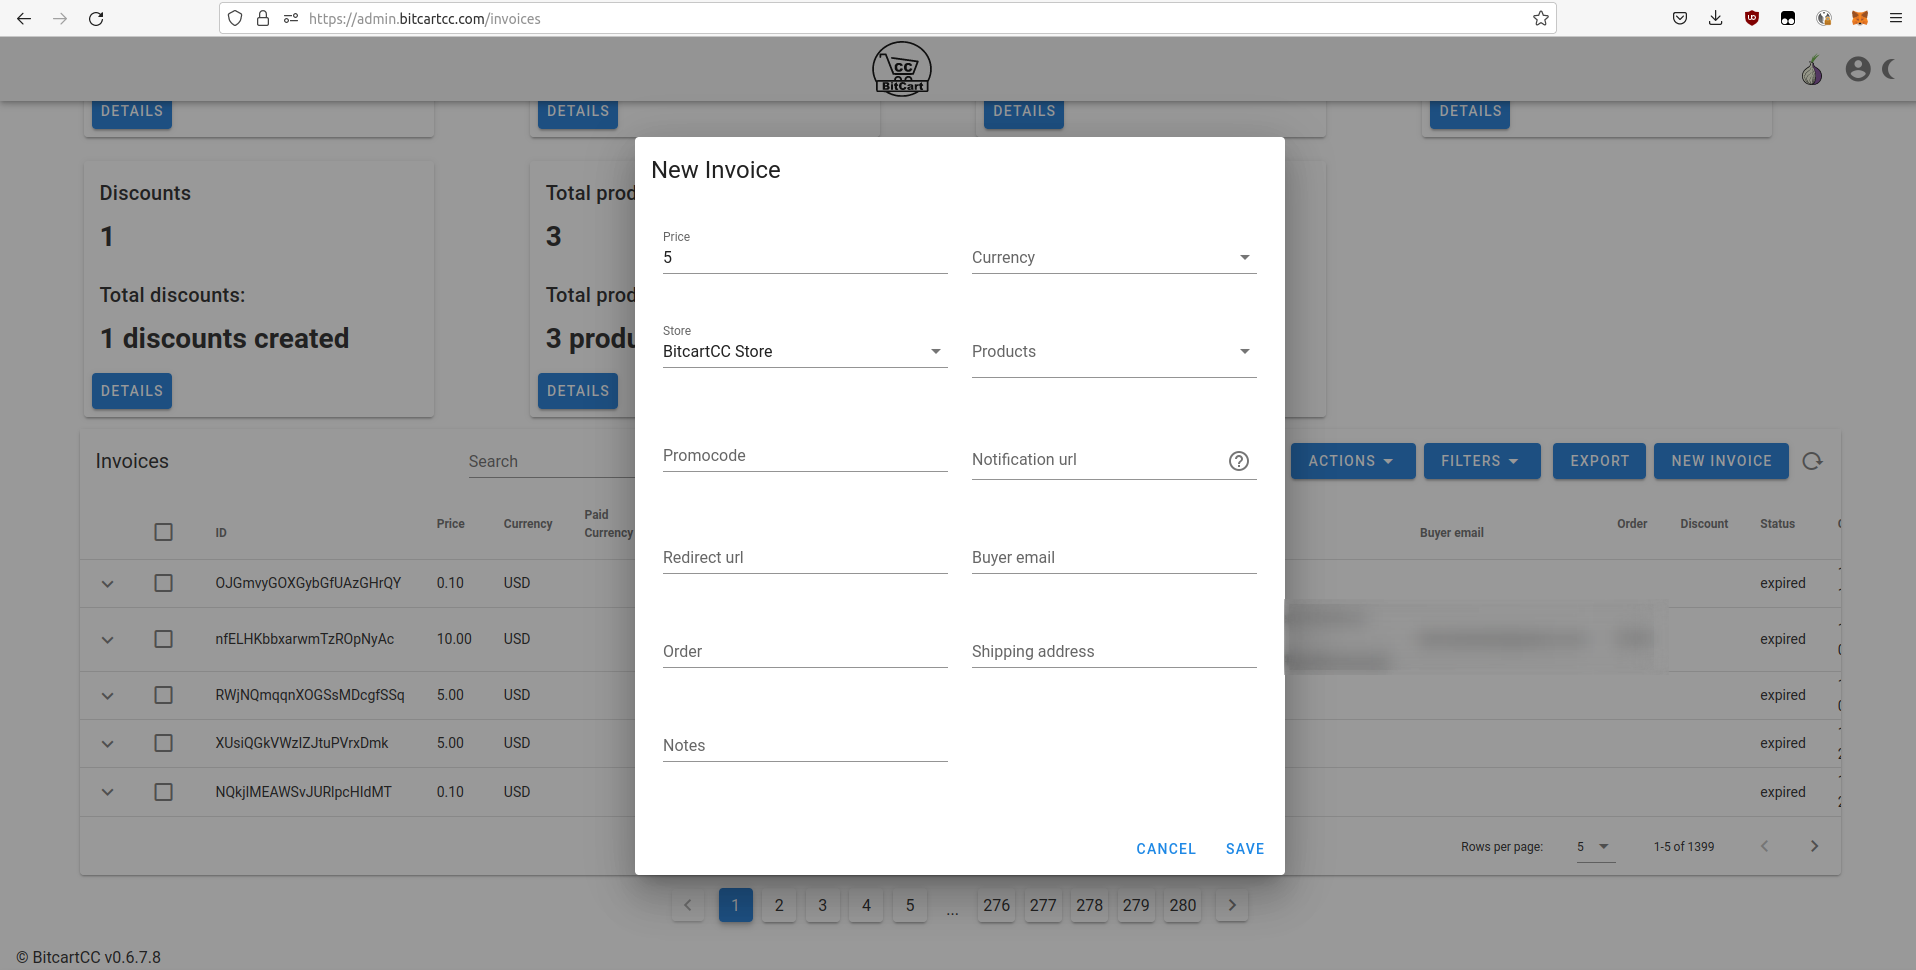 https://admin.bitcartcc.com/invoices
CC
BitCart
DETAILS
DETAILS
DETAILS
DETAILS
Discounts
1
Total discounts:
1 discounts created
DETAILS
Total prod
3
Total prod
3 produ
DETAILS
New Invoice
Price
5
Currency
Store
BitcartCC Store
Products
Promocode
Notification url
Redirect url
Buyer email
Order
Shipping address
Notes
CANCEL
SAVE
Invoices
Search
ACTIONS
FILTERS
EXPORT
NEW INVOICE
ID
Price
Currency
Paid
Currency
Buyer email
Order
Discount
Status
OJGmvyGOXGybGfUAzGHrQY 0.10 USD expired
nfELHKbbxarwmTzROpNyAc 10.00 USD expired
RWjNQmqqnXOGSsMDcgfSSq 5.00 USD expired
XUsiQGkVWzIZJtuPVrxDmk 5.00 USD expired
NQkjlMEAWSvJURlpcHIdMT 0.10 USD expired
Rows per page: 5 1-5 of 1399
1 2 3 4 5 ... 276 277 278 279 280
© BitcartCC v0.6.7.8